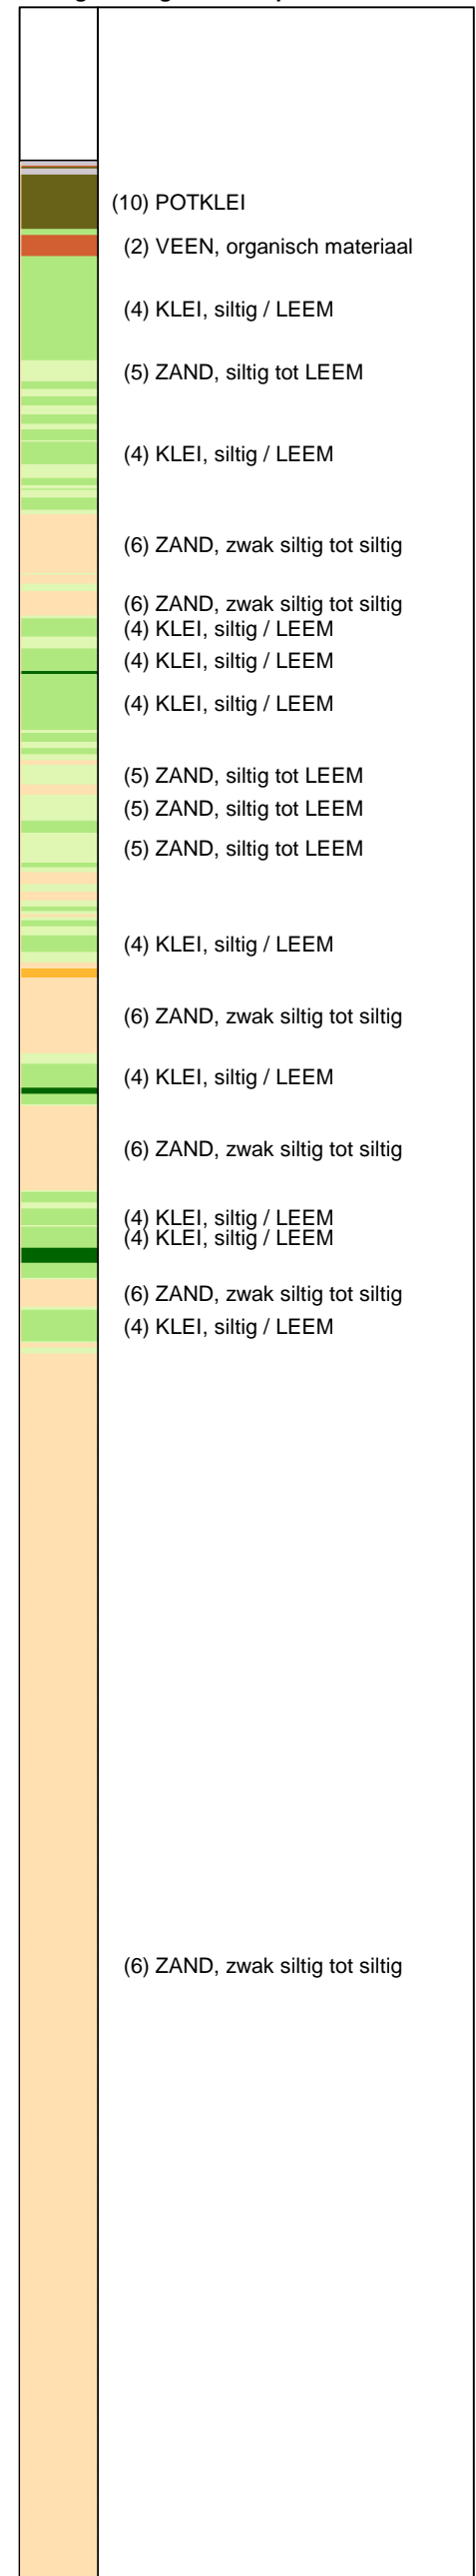 (10) POTKLEI
(2) VEEN, organisch materiaal
(4) KLEI, siltig / LEEM
(5) ZAND, siltig tot LEEM
(4) KLEI, siltig / LEEM
(6) ZAND, zwak siltig tot siltig
(6) ZAND, zwak siltig tot siltig
(4) KLEI, siltig / LEEM
(4) KLEI, siltig / LEEM
(4) KLEI, siltig / LEEM
(5) ZAND, siltig tot LEEM
(5) ZAND, siltig tot LEEM
(5) ZAND, siltig tot LEEM
(4) KLEI, siltig / LEEM
(6) ZAND, zwak siltig tot siltig
(4) KLEI, siltig / LEEM
(6) ZAND, zwak siltig tot siltig
(4) KLEI, siltig / LEEM
(4) KLEI, siltig / LEEM
(6) ZAND, zwak siltig tot siltig
(4) KLEI, siltig / LEEM
(6) ZAND, zwak siltig tot siltig